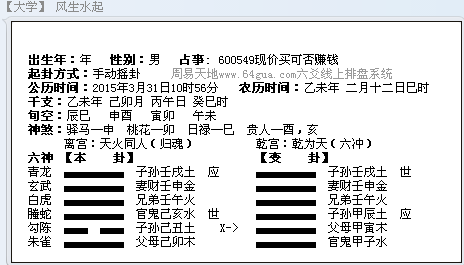 【大学】 风生水起
出生年：年 性别：男 占事：600549现价买可否赚钱
起卦方式：手动摇卦 周易天地www.64gua.com六爻线上排盘系统
公历时间：2015年3月31日10时56分 农历时间：乙未年 二月十二日巳时
干支：乙未年 己卯月 丙午日 癸巳时
旬空：辰巳 申酉 寅卯 午未
神煞：驿马－申 桃花－卯 日禄－巳 贵人－酉，亥
离宫：天火同人（归魂） 乾宫：乾为天（六冲）
六神 【本 卦】 【变 卦】
青龙 子孙壬戌土 应 子孙壬戌土 世
玄武 妻财壬申金 妻财壬申金
白虎 兄弟壬午火 兄弟壬午火
螣蛇 官鬼己亥水 世 子孙甲辰土 应
勾陈 子孙己丑土 X-> 父母甲寅木
朱雀 父母己卯木 官鬼甲子水